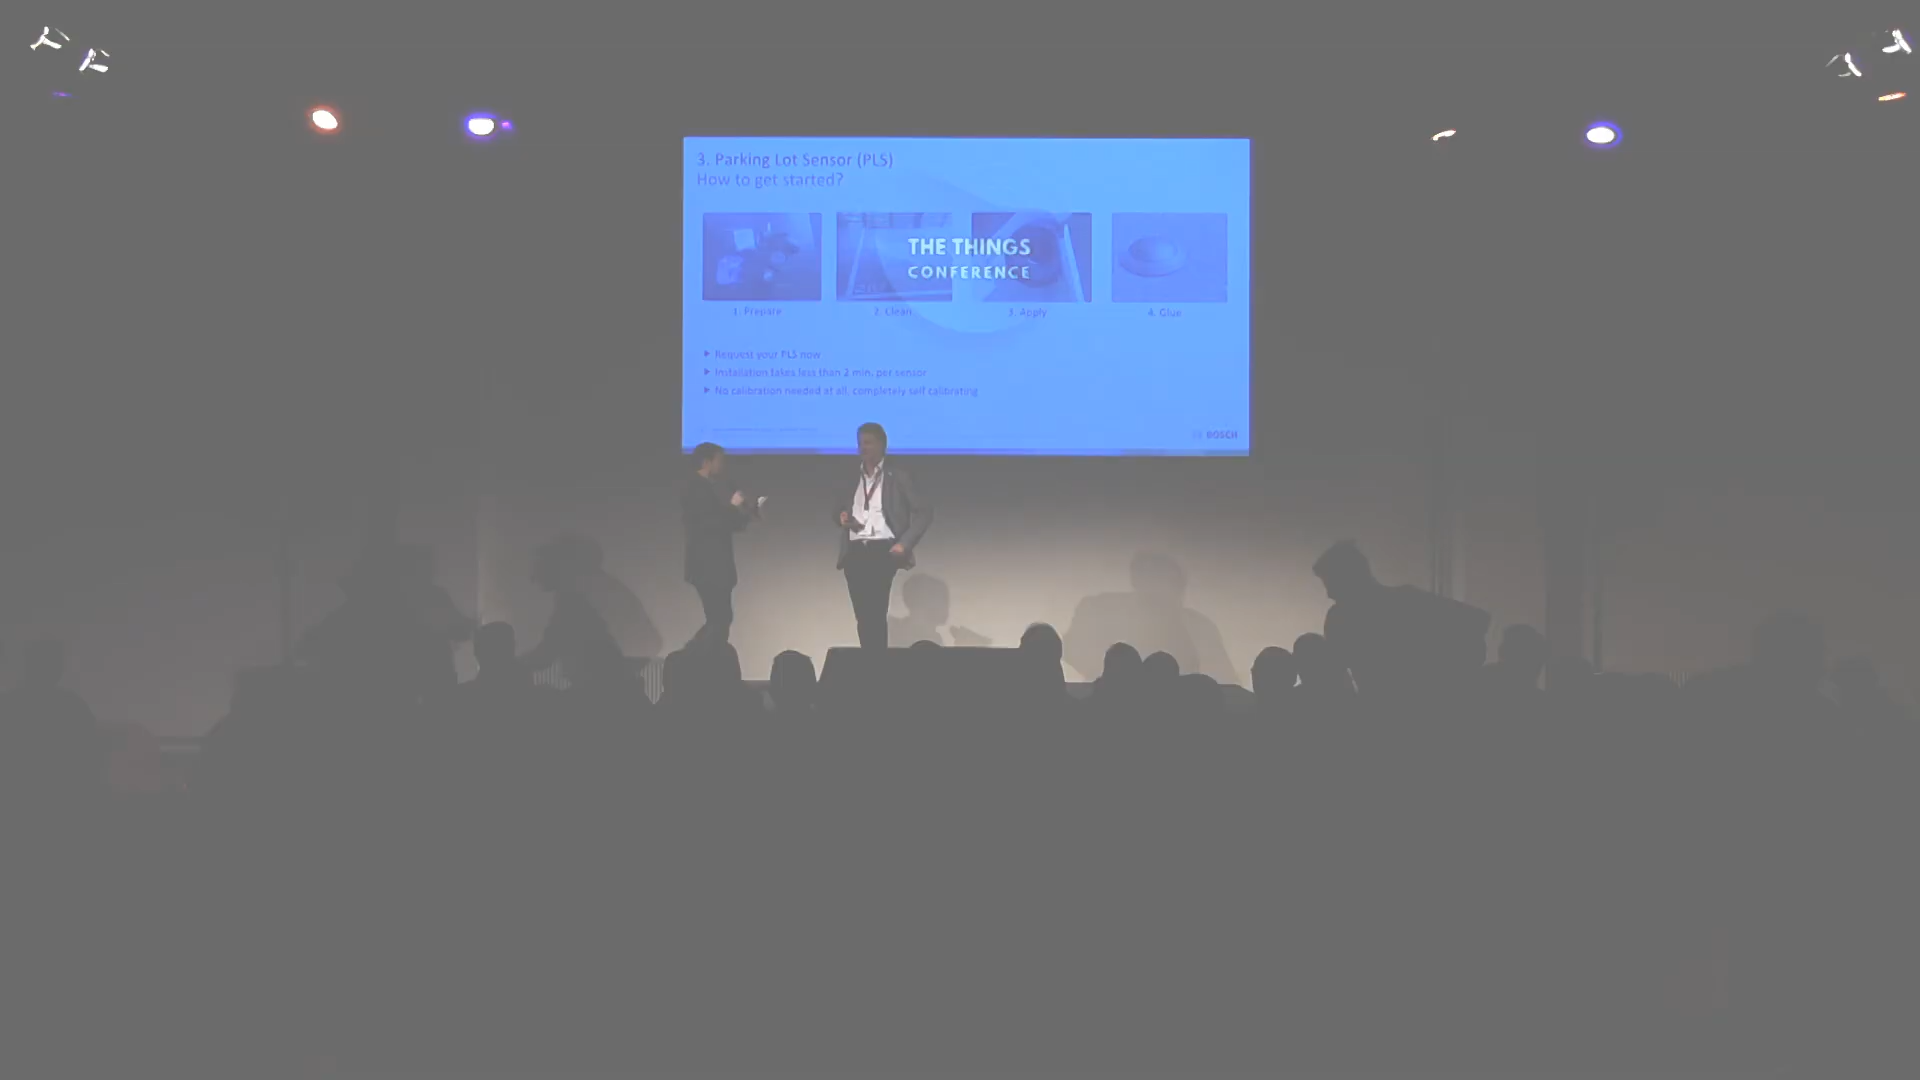 3. Parking Lot Sensor (PLS)
How to get started?
THE THINGS
CONFERENCE
1. Prepare
2. Clean
3. Apply
4. Glue
Request your PLS now
Installation takes less than 2 min. per sensor
No calibration needed at all, completely self calibrating
BOSCH